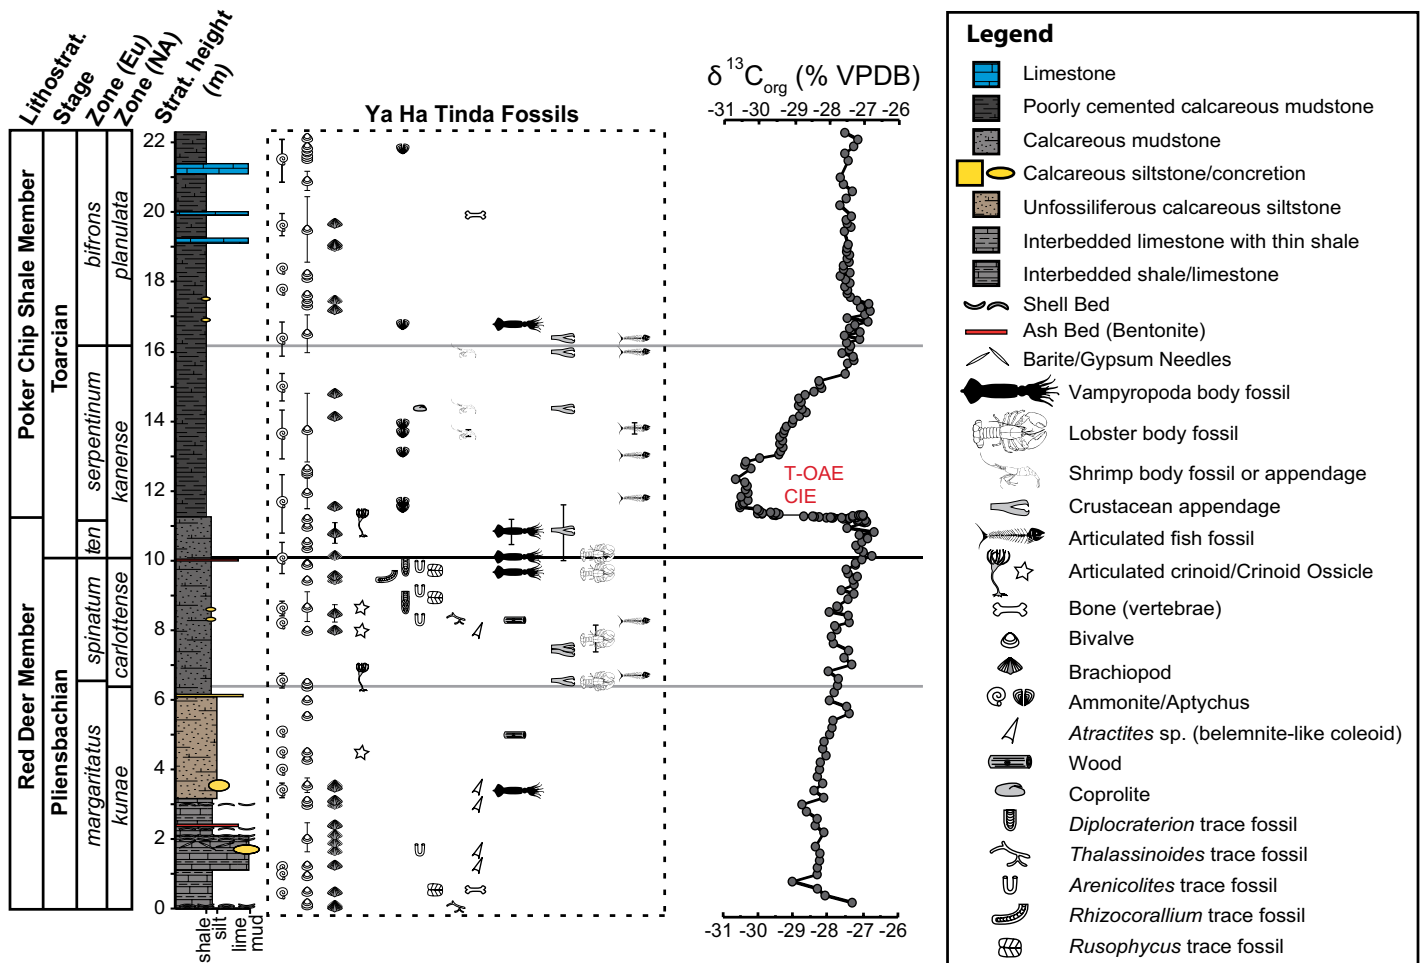 Lithostrat.
Stage
Zone (Eu)
Zone (NA)
Strat. height
(m)
Ya Ha Tinda Fossils
δ 13Corg (% VPDB)
-31 -30 -29 -28 -27 -26
Poker Chip Shale Member
Red Deer Member
Toarcian
Pliensbachian
bifrons
serpentinum
ten
spinatum
margaritatus
planulata
kanense
carlottense
kunae
22
20
18
16
14
12
10
8
6
4
2
0
shale
silt
lime
mud
T-OAE
CIE
-31 -30 -29 -28 -27 -26
Legend
Limestone
Poorly cemented calcareous mudstone
Calcareous mudstone
Calcareous siltstone/concretion
Unfossiliferous calcareous siltstone
Interbedded limestone with thin shale
Interbedded shale/limestone
Shell Bed
Ash Bed (Bentonite)
Barite/Gypsum Needles
Vampyropoda body fossil
Lobster body fossil
Shrimp body fossil or appendage
Crustacean appendage
Articulated fish fossil
Articulated crinoid/Crinoid Ossicle
Bone (vertebrae)
Bivalve
Brachiopod
Ammonite/Aptychus
Atractites sp. (belemnite-like coleoid)
Wood
Coprolite
Diplocraterion trace fossil
Thalassinoides trace fossil
Arenicolites trace fossil
Rhizocorallium trace fossil
Rusophycus trace fossil